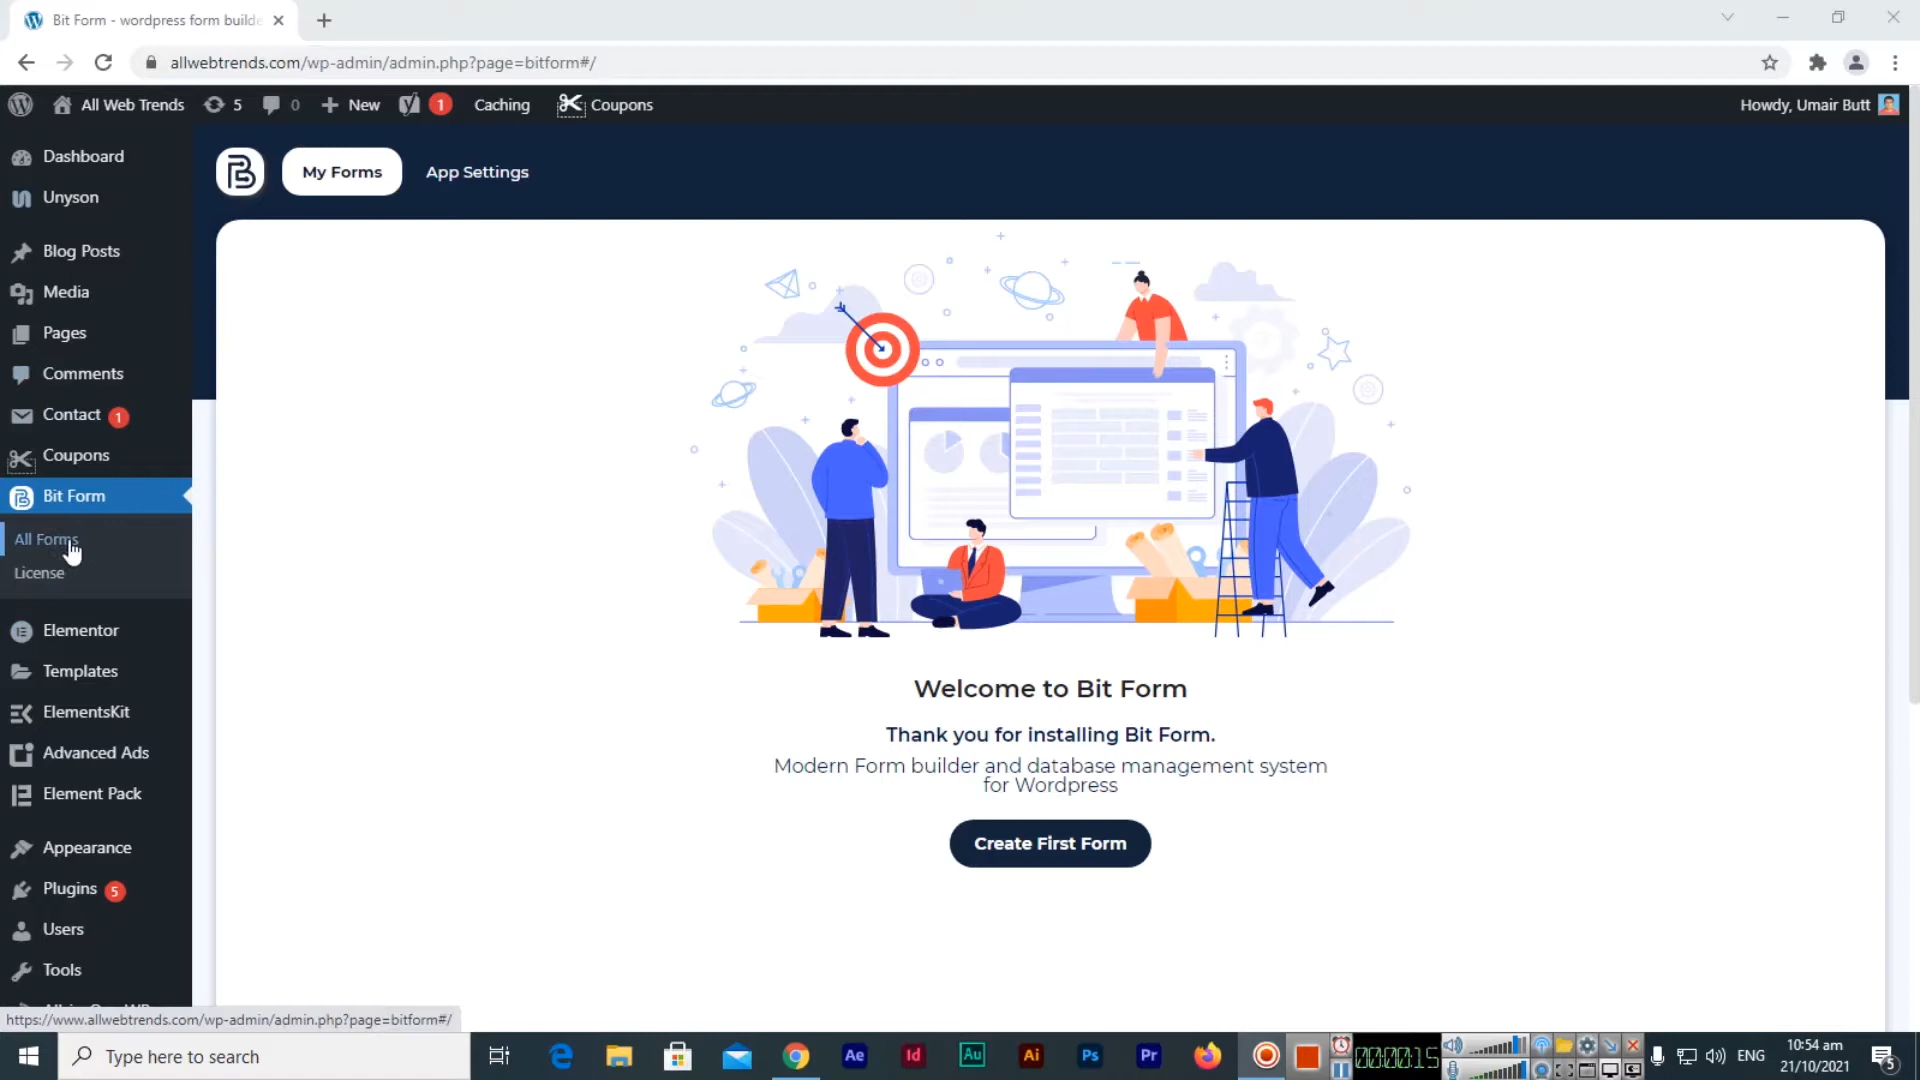 Bit Form - wordpress form builde
allwebtrends.com/wp-admin/admin.php?page=bitform#/
All Web Trends 5 0 New 1 Caching Coupons
Howdy, Umair Butt
Dashboard
Unyson
Blog Posts
Media
Pages
Comments
Contact 1
Coupons
Bit Form
All Forms
License
Elementor
Templates
ElementsKit
Advanced Ads
Element Pack
Appearance
Plugins 5
Users
Tools
My Forms
App Settings
Welcome to Bit Form
Thank you for installing Bit Form.
Modern Form builder and database management system
for Wordpress
Create First Form
https://www.allwebtrends.com/wp-admin/admin.php?page=bitform#/
Type here to search
Ae
Id
Au
Ai
Ps
Pr
00:00:15
ENG
10:54 am
21/10/2021
5